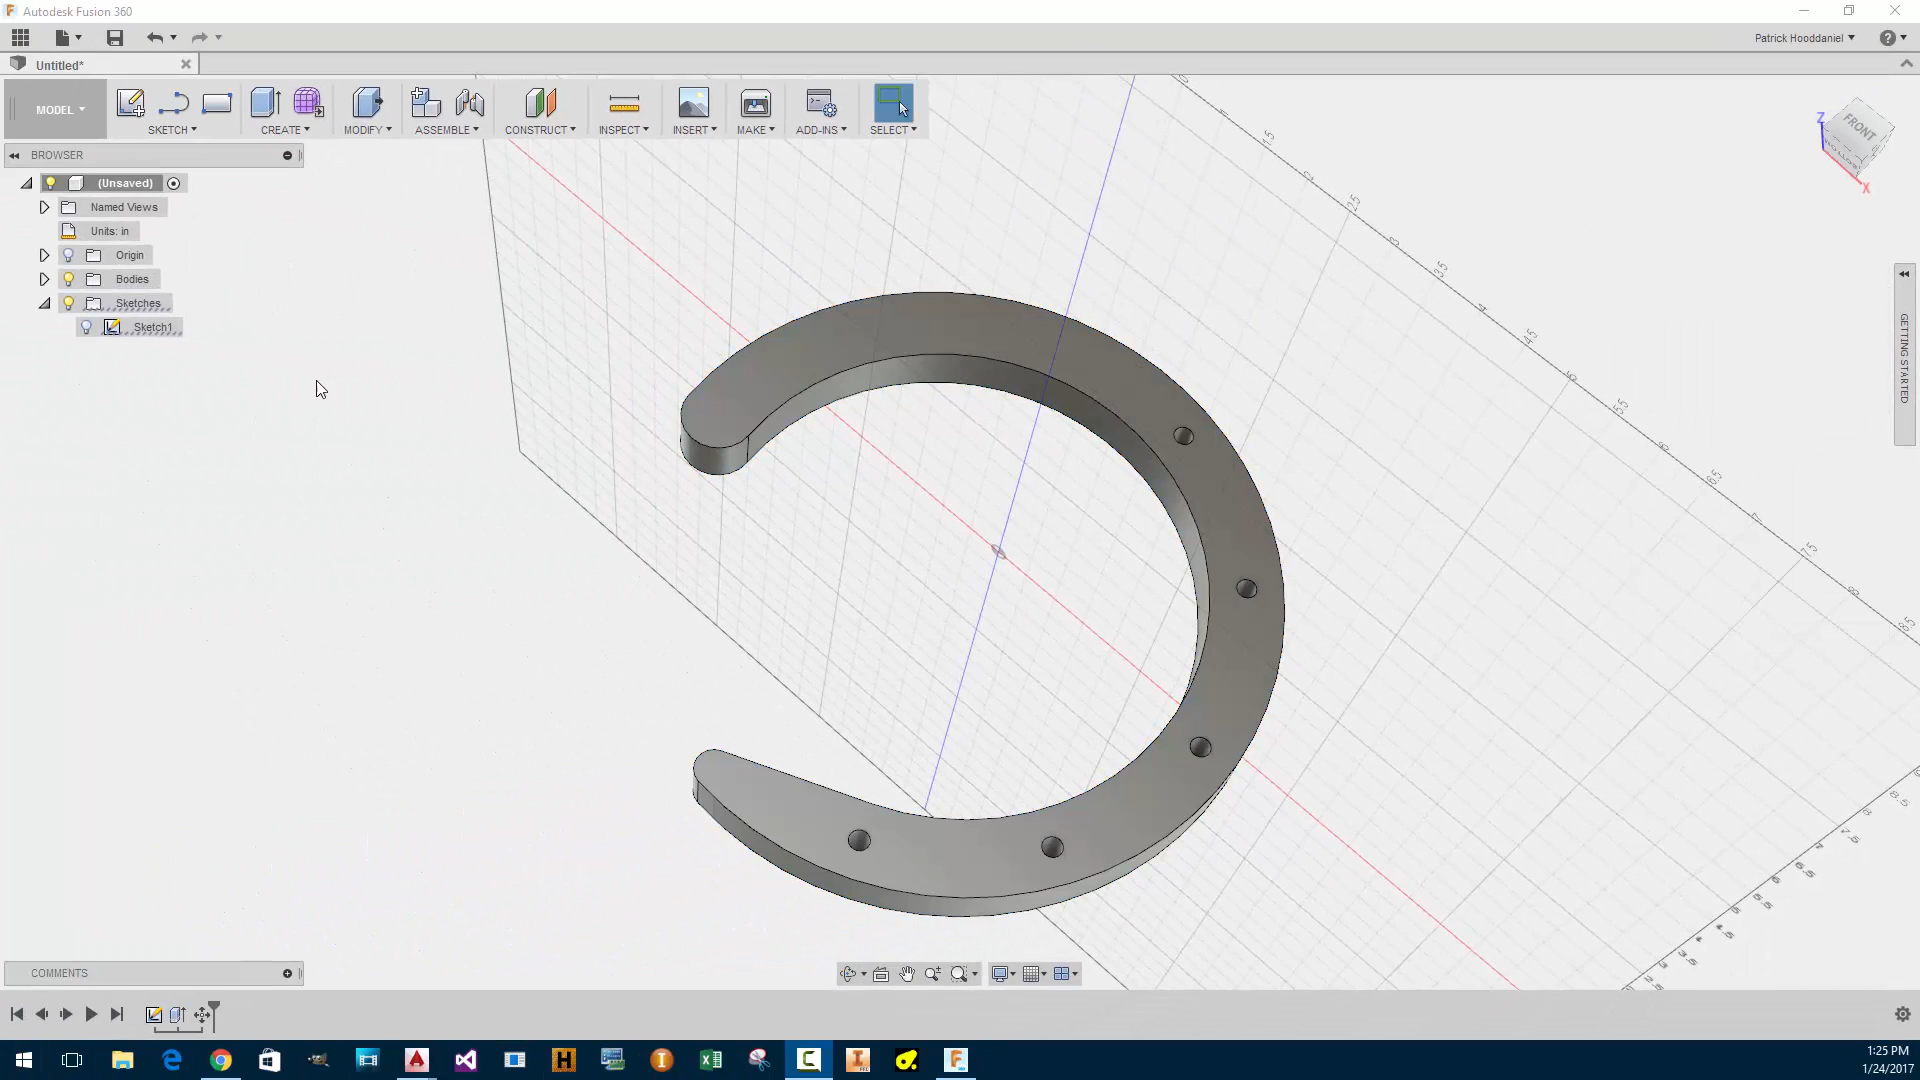 Autodesk Fusion 360
Patrick Hooddaniel
Untitled*
MODEL
SKETCH
CREATE
MODIFY
ASSEMBLE
CONSTRUCT
INSPECT
INSERT
MAKE
ADD-INS
SELECT
BROWSER
(Unsaved)
Named Views
Units: in
Origin
Bodies
Sketches
Sketch1
FRONT
Z
X
GETTING STARTED
COMMENTS
1:25 PM
1/24/2017